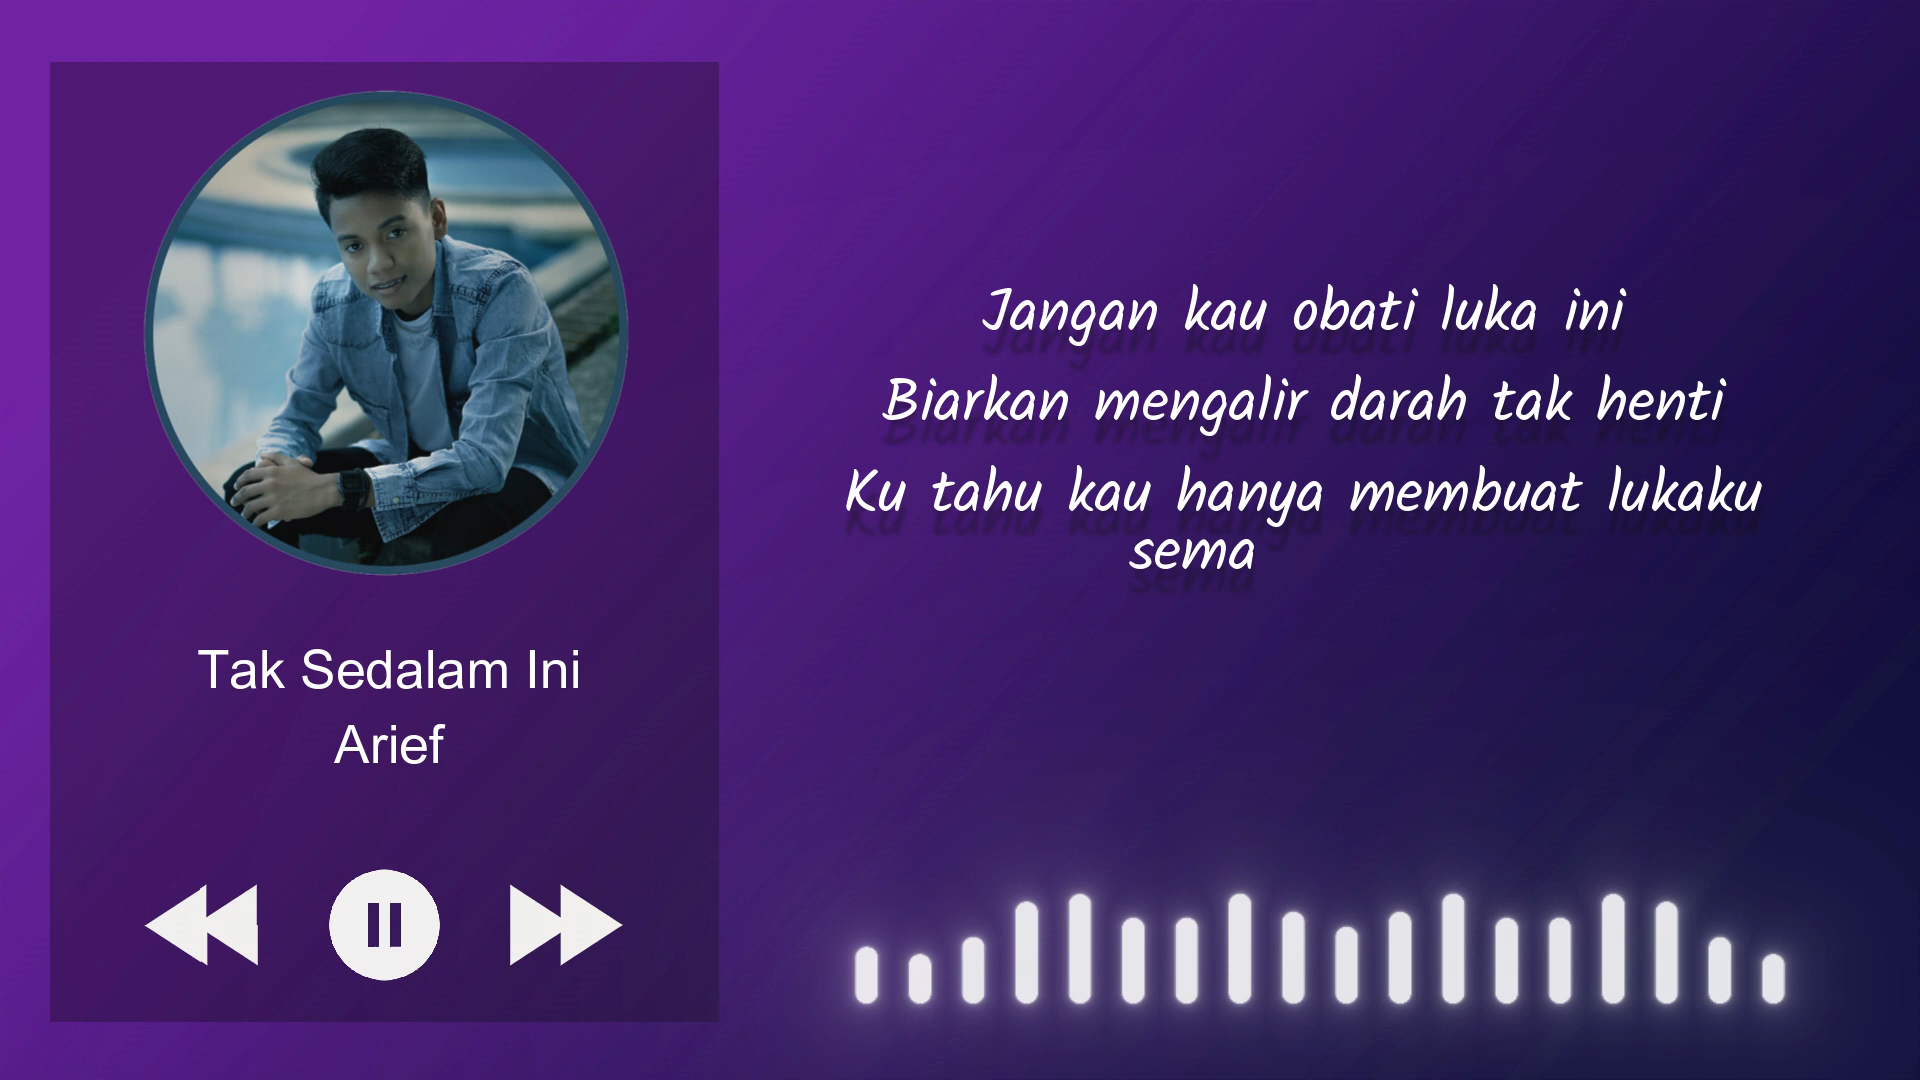 Tak Sedalam Ini
Arief
Jangan kau obati luka ini
Biarkan mengalir darah tak henti
Ku tahu kau hanya membuat lukaku
sema